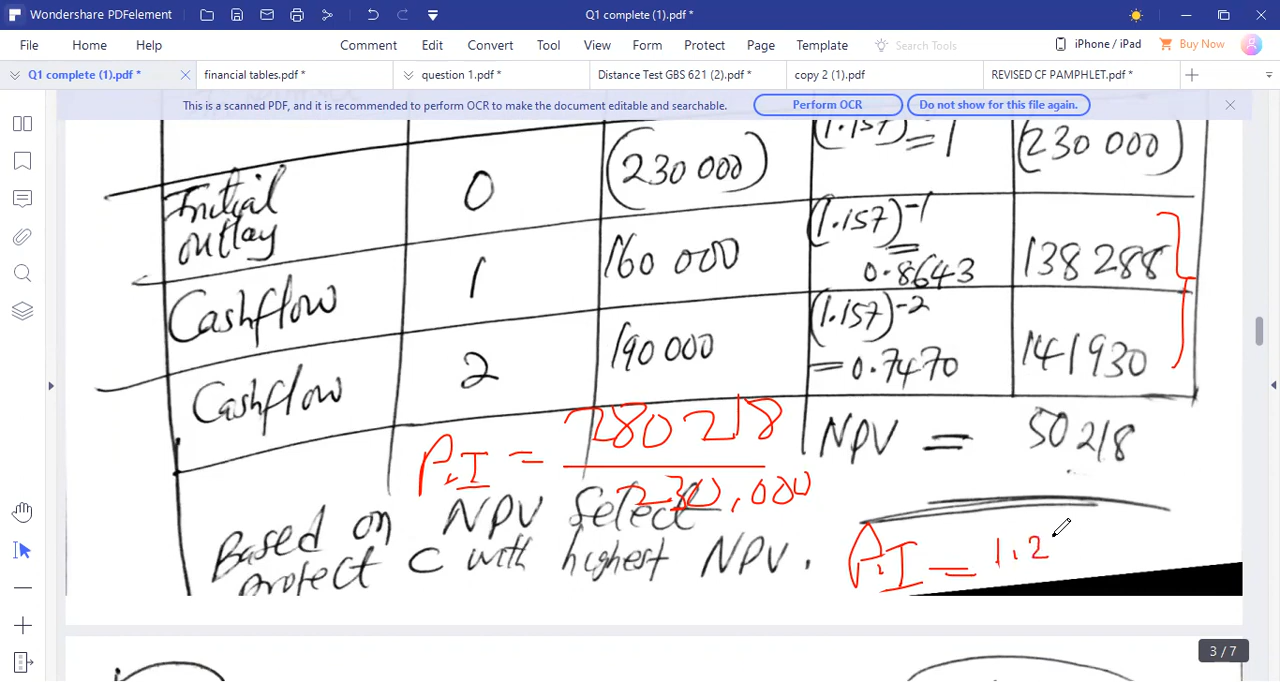 Wondershare PDFelement
Q1 complete (1).pdf *
File Home Help Comment Edit Convert Tool View Form Protect Page Template Search Tools iPhone / iPad Buy Now
Q1 complete (1).pdf * financial tables.pdf * question 1.pdf * Distance Test GBS 621 (2).pdf * copy 2 (1).pdf REVISED CF PAMPHLET.pdf *
This is a scanned PDF, and it is recommended to perform OCR to make the document editable and searchable. Perform OCR Do not show for this file again.
Initial outlay 0 (230 000) (1.157) = 1 (230 000)
Cashflow 1 160 000 (1.157)-1 = 0.8643 138 288
Cashflow 2 190 000 (1.157)-2 = 0.7470 141 930
NPV = 50 218
P.I = 280 218
230,000
Based on NPV Select
protect C with highest NPV.
P.I = 1.2
3 / 7